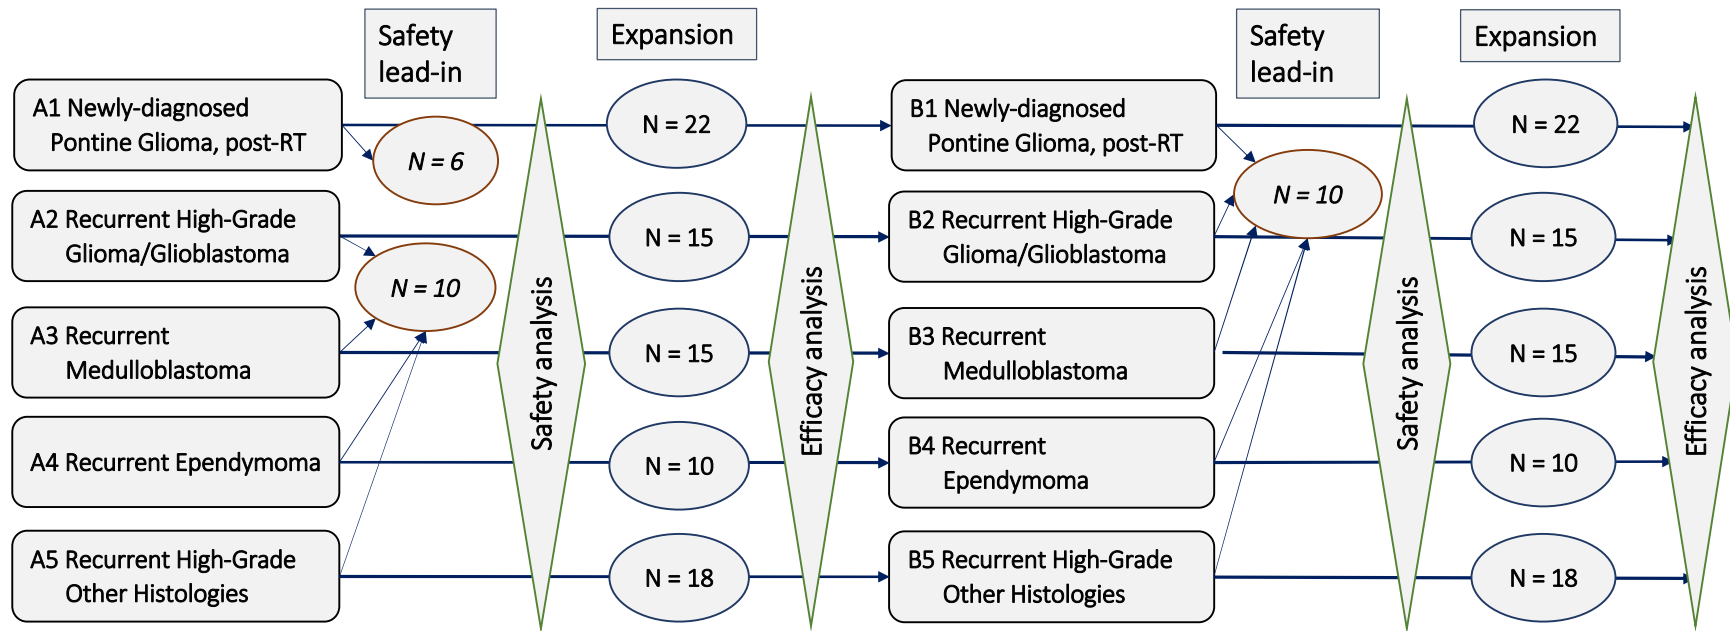 Safety
lead-in
Expansion
Safety
lead-in
Expansion
A1 Newly-diagnosed
Pontine Glioma, post-RT
N = 6
N = 22
B1 Newly-diagnosed
Pontine Glioma, post-RT
N = 10
N = 22
A2 Recurrent High-Grade
Glioma/Glioblastoma
N = 10
N = 15
B2 Recurrent High-Grade
Glioma/Glioblastoma
N = 15
A3 Recurrent
Medulloblastoma
N = 15
B3 Recurrent
Medulloblastoma
N = 15
A4 Recurrent Ependymoma
N = 10
B4 Recurrent
Ependymoma
N = 10
A5 Recurrent High-Grade
Other Histologies
N = 18
B5 Recurrent High-Grade
Other Histologies
N = 18
Safety analysis
Efficacy analysis
Safety analysis
Efficacy analysis